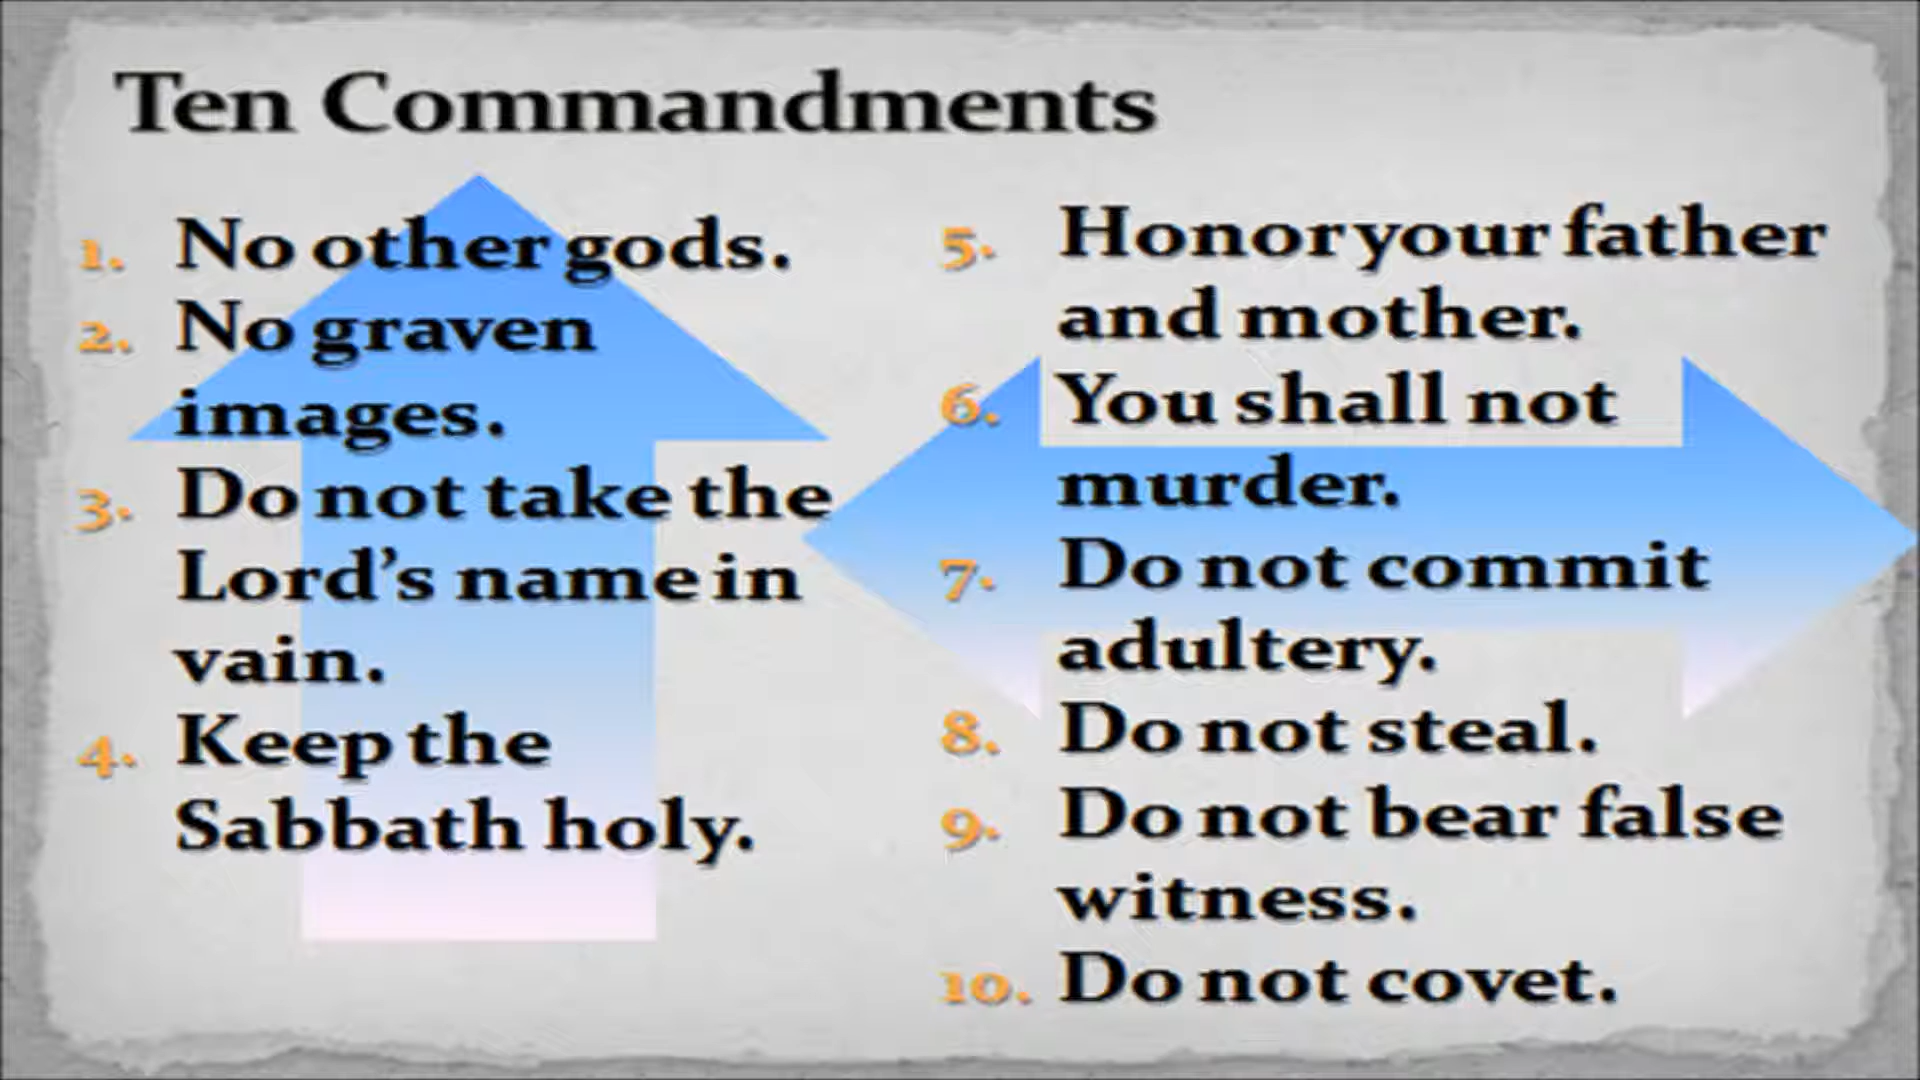 Ten Commandments
1. No other gods.
2. No graven
images.
3. Do not take the
Lord's name in
vain.
4. Keep the
Sabbath holy.
5. Honor your father
and mother.
6. You shall not
murder.
7. Do not commit
adultery.
8. Do not steal.
9. Do not bear false
witness.
10. Do not covet.